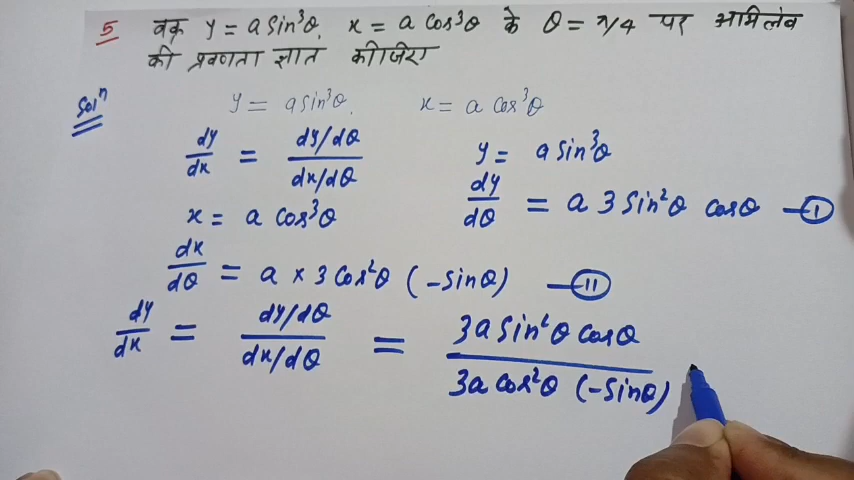 5 वक्र y = a sin³θ, x = a cos³θ के θ = π/4 पर अभिलंब
की प्रवणता ज्ञात कीजिए
Solⁿ
y = a sin³θ. x = a cos³θ
dy/dx = (dy/dθ)/(dx/dθ) y = a sin³θ
x = a cos³θ dy/dθ = a 3 sin²θ cosθ —Ⓘ
dx/dθ = a × 3 cos²θ (-sinθ) —(II)
dy/dx = (dy/dθ)/(dx/dθ) = (3a sin²θ cosθ)/(3a cos²θ (-sinθ))